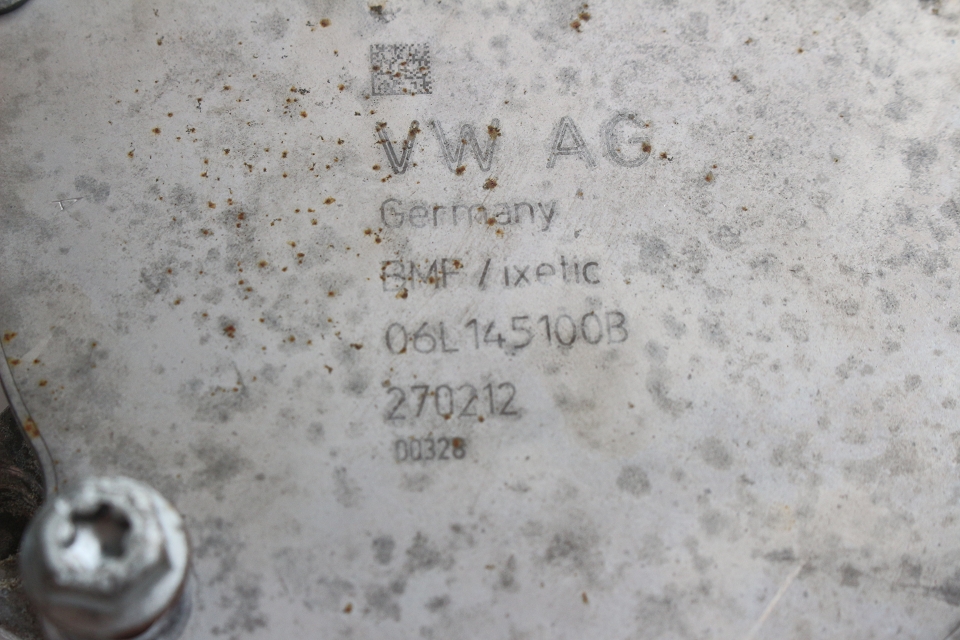 VW AG
Germany
BMF / ixetic
06L145100B
270212
00328